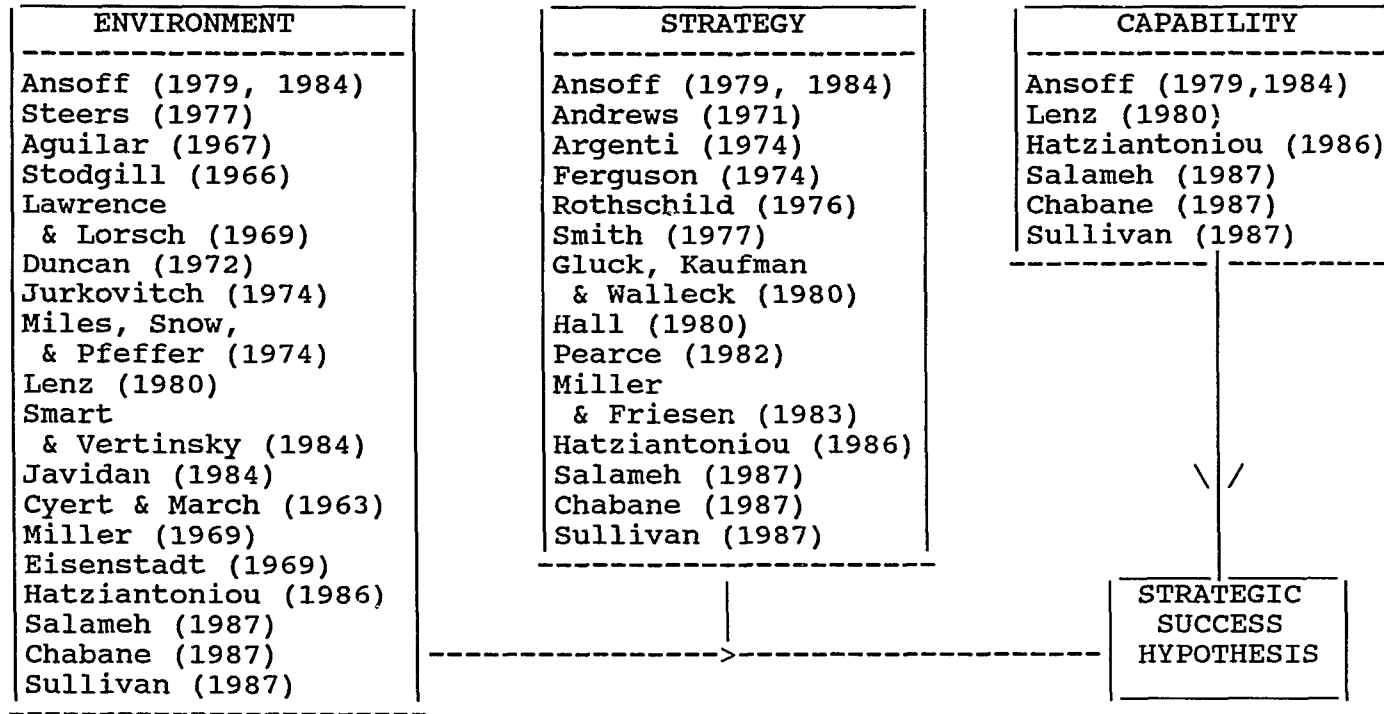 ENVIRONMENT
Ansoff (1979, 1984)
Steers (1977)
Aguilar (1967)
Stodgill (1966)
Lawrence
& Lorsch (1969)
Duncan (1972)
Jurkovitch (1974)
Miles, Snow,
& Pfeffer (1974)
Lenz (1980)
Smart
& Vertinsky (1984)
Javidan (1984)
Cyert & March (1963)
Miller (1969)
Eisenstadt (1969)
Hatziantoniou (1986)
Salameh (1987)
Chabane (1987)
Sullivan (1987)
STRATEGY
Ansoff (1979, 1984)
Andrews (1971)
Argenti (1974)
Ferguson (1974)
Rothschild (1976)
Smith (1977)
Gluck, Kaufman
& Walleck (1980)
Hall (1980)
Pearce (1982)
Miller
& Friesen (1983)
Hatziantoniou (1986)
Salameh (1987)
Chabane (1987)
Sullivan (1987)
CAPABILITY
Ansoff (1979,1984)
Lenz (1980)
Hatziantoniou (1986)
Salameh (1987)
Chabane (1987)
Sullivan (1987)
STRATEGIC
SUCCESS
HYPOTHESIS